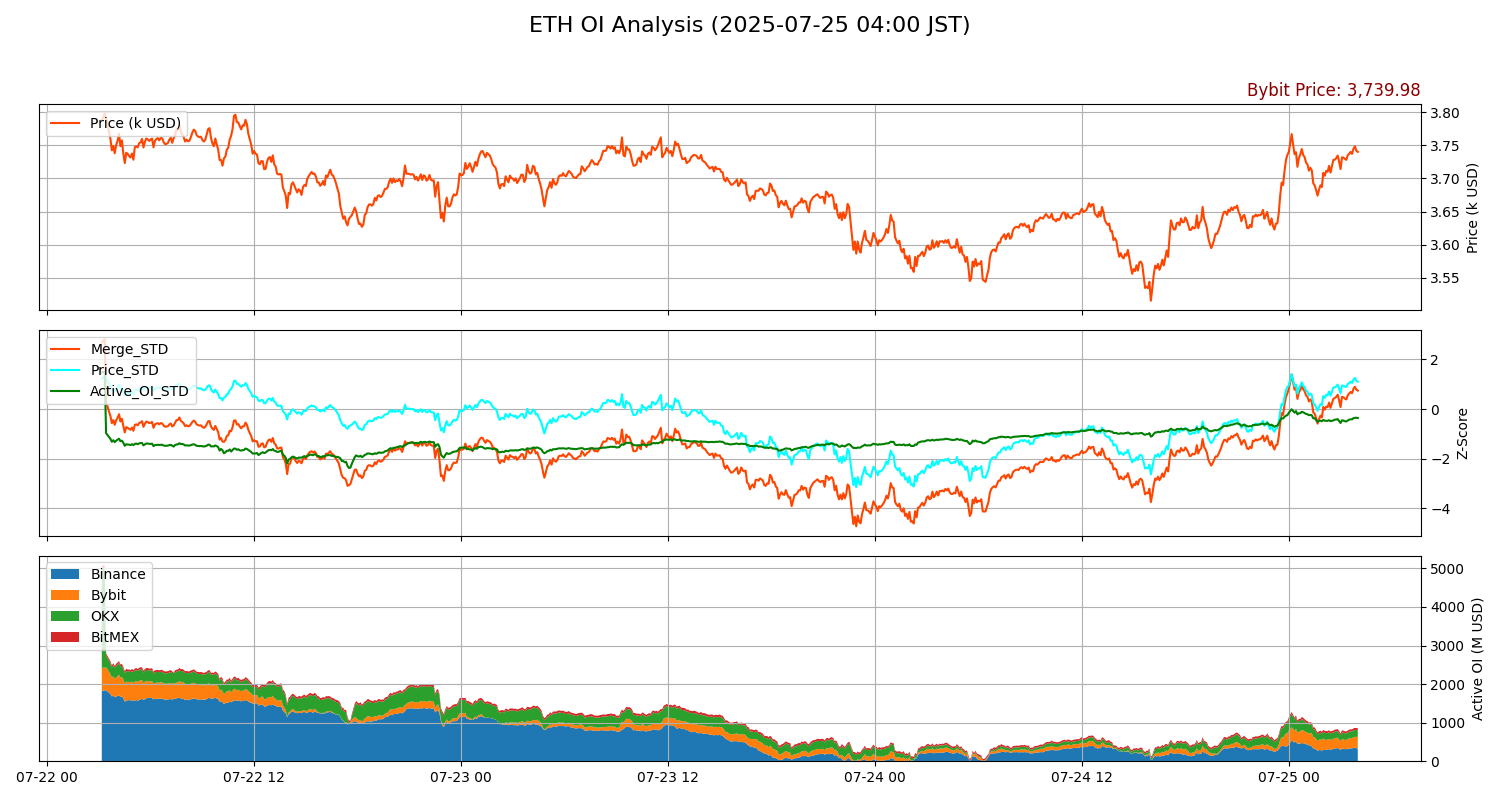 ETH OI Analysis (2025-07-25 04:00 JST)
Bybit Price: 3,739.98
Price (k USD)
3.80
3.75
3.70
3.65
3.60
3.55
Price (k USD)
Merge_STD
Price_STD
Active_OI_STD
2
0
−2
−4
Z-Score
Binance
Bybit
OKX
BitMEX
5000
4000
3000
2000
1000
0
Active OI (M USD)
07-22 00
07-22 12
07-23 00
07-23 12
07-24 00
07-24 12
07-25 00